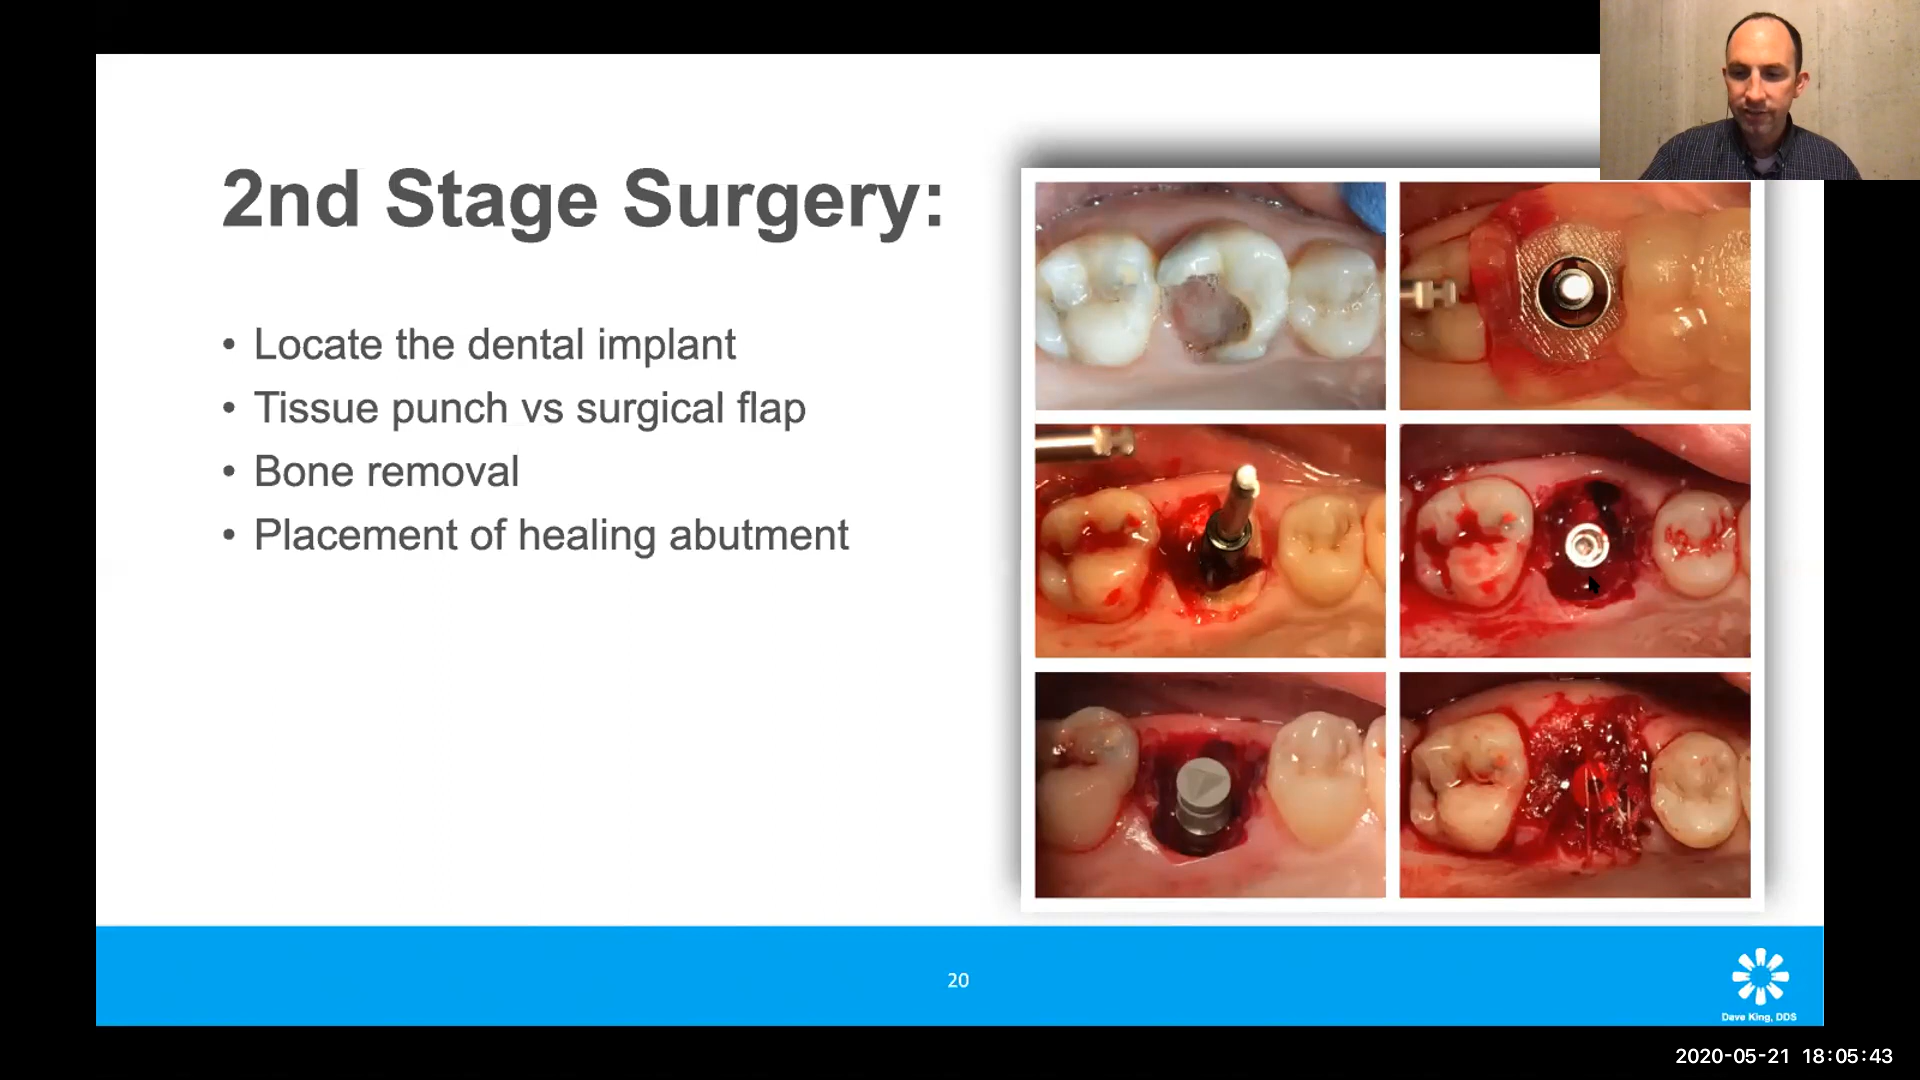 2nd Stage Surgery:
• Locate the dental implant
• Tissue punch vs surgical flap
• Bone removal
• Placement of healing abutment
20
Dave King, DDS
2020-05-21 18:05:43